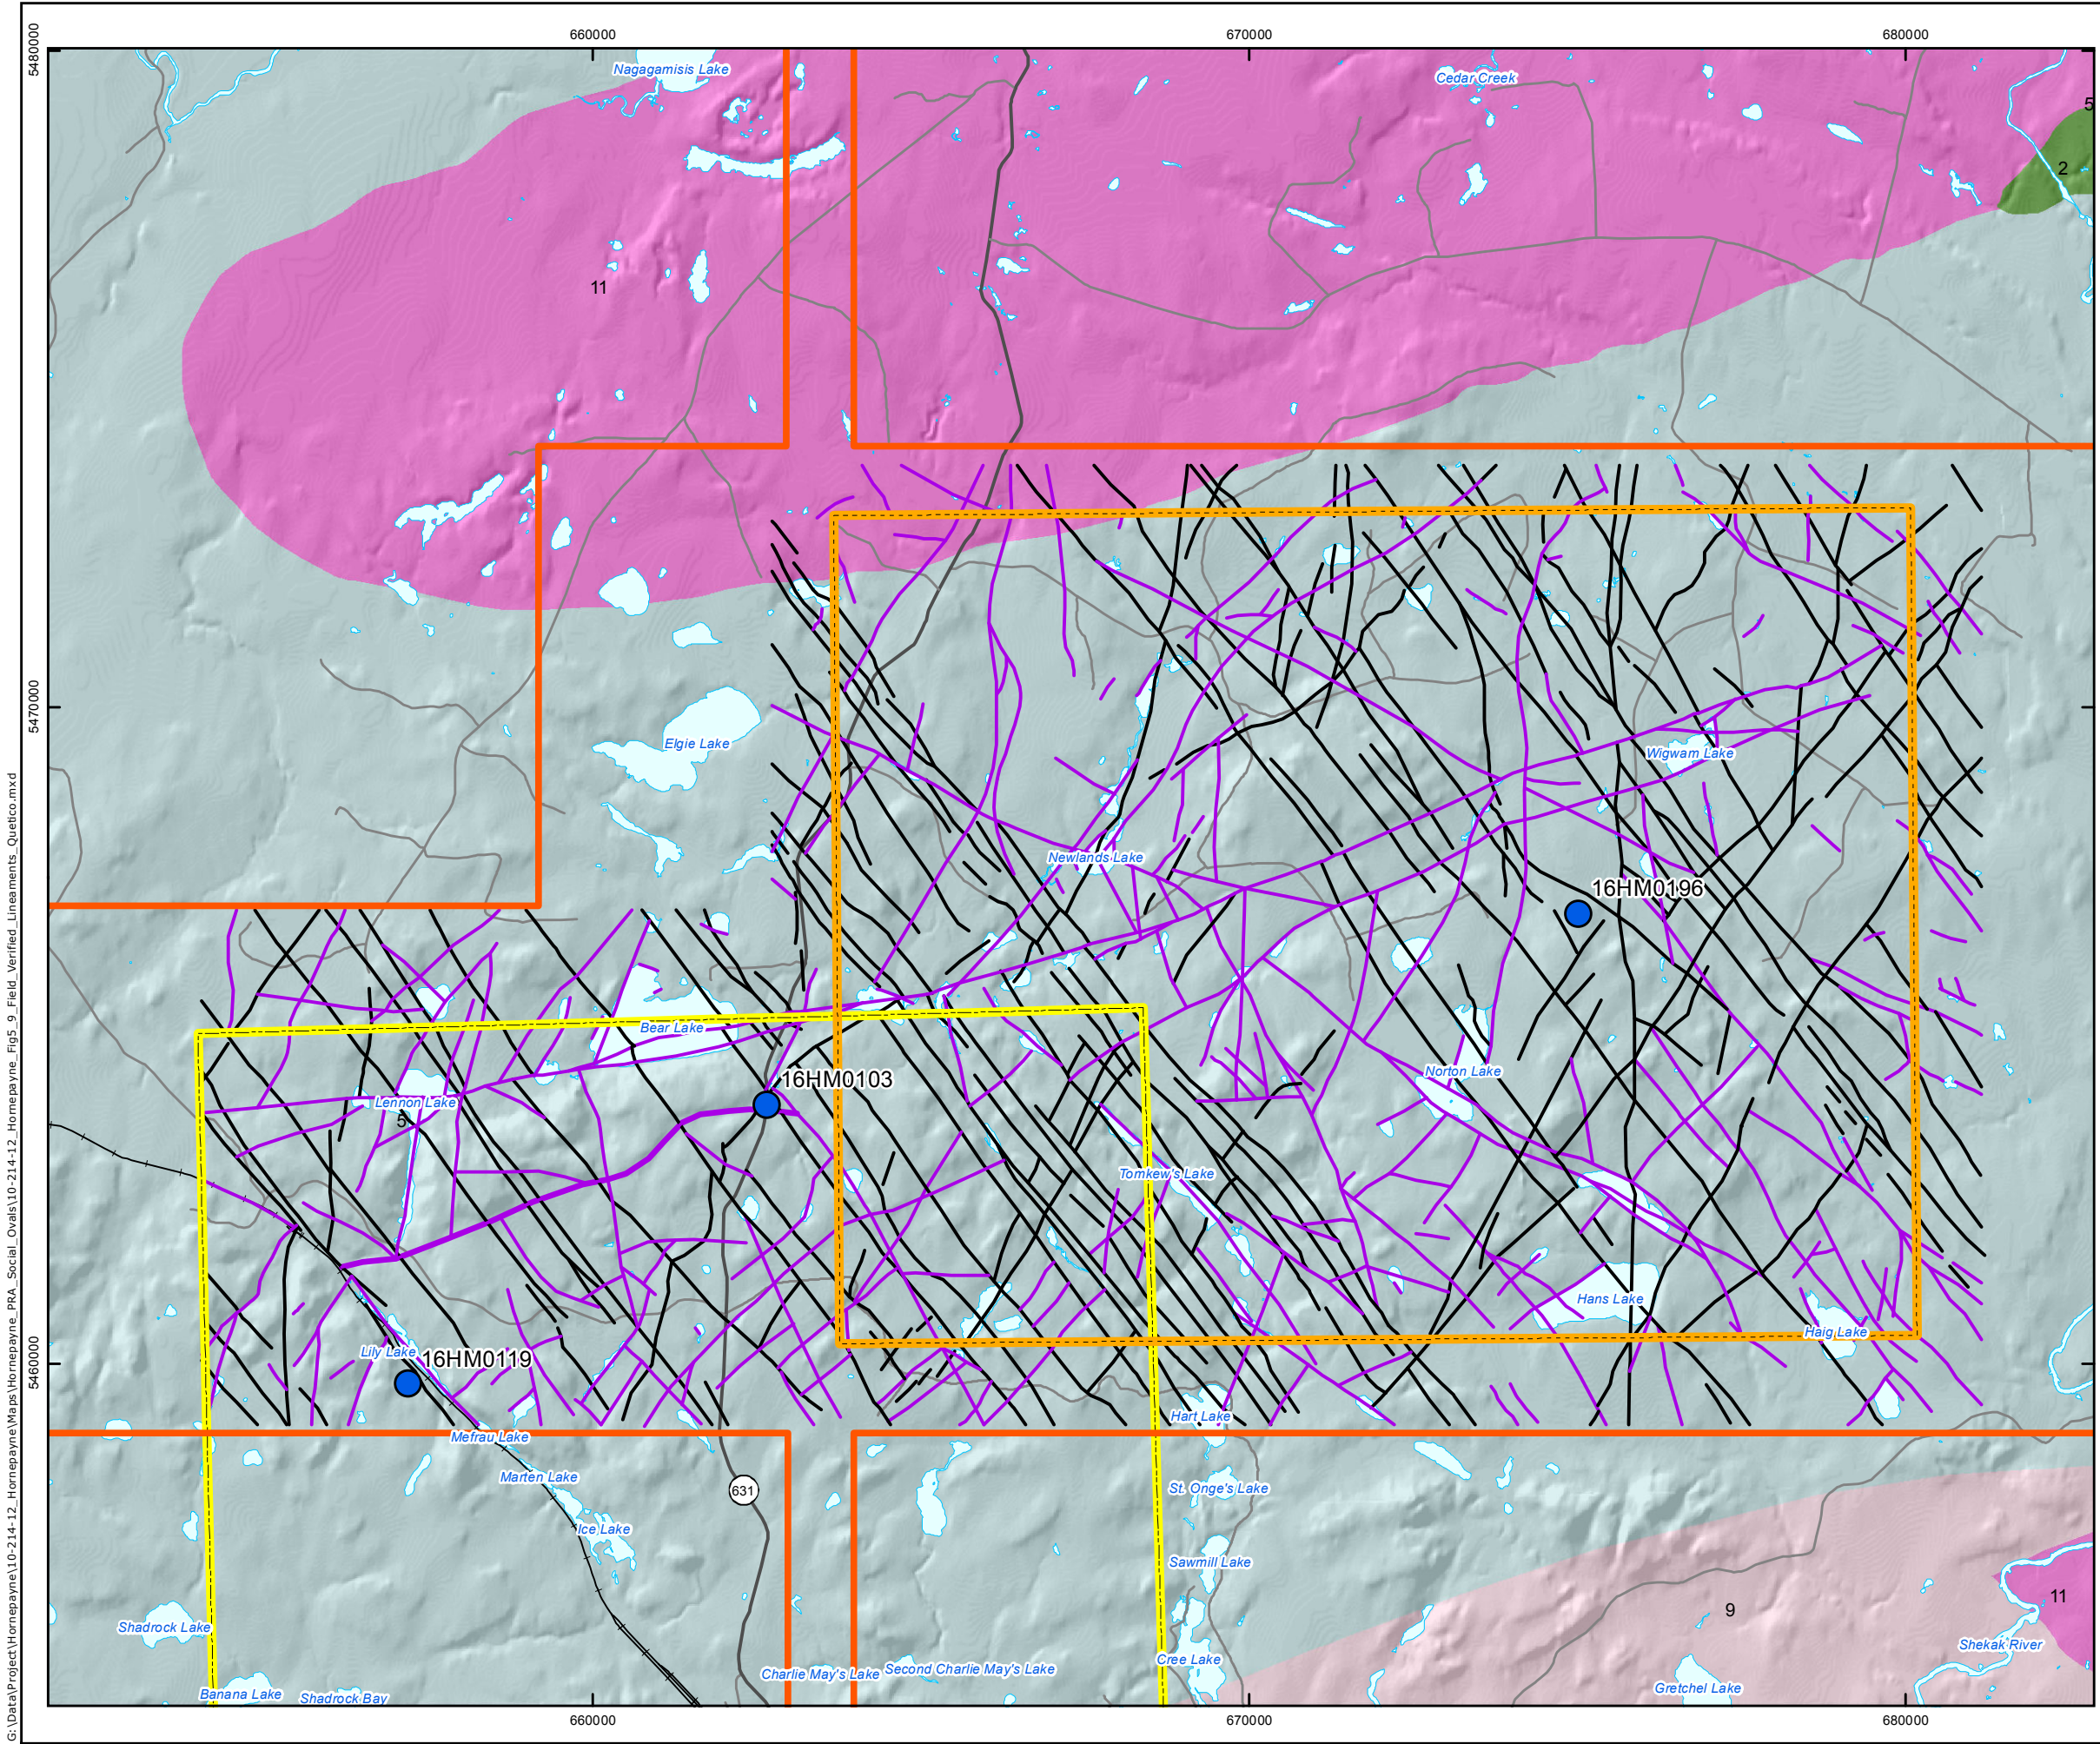 660000
670000
680000
5480000
Nagagamisis Lake
Cedar Creek
5
2
11
5470000
Elgie Lake
Wigwam Lake
Newlands Lake
16HM0196
Bear Lake
Norton Lake
16HM0103
Lennon Lake
5
Tomkew's Lake
Hans Lake
Haig Lake
5460000
Lily Lake
16HM0119
Hart Lake
Mefrau Lake
Marten Lake
631
St. Onge's Lake
Ice Lake
Sawmill Lake
11
9
Shadrock Lake
Shekak River
Cree Lake
Charlie May's Lake
Second Charlie May's Lake
Gretchel Lake
Banana Lake
Shadrock Bay
660000
670000
680000
G:\Data\Project\Hornepayne\10-214-12_Hornepayne\Maps\Hornepayne_PRA_Social_Ovals\10-214-12_Hornepayne_Fig5_9_Field_Verified_Lineaments_Quetico.mxd